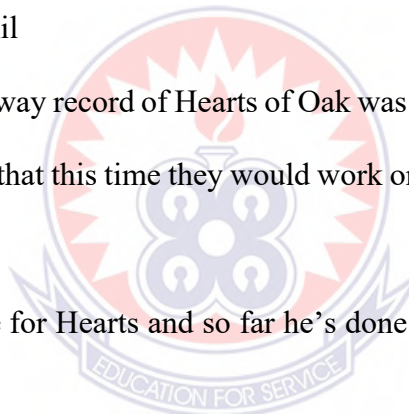 il
way record of Hearts of Oak was
that this time they would work or
e for Hearts and so far he’s done
EDUCATION FOR SERVICE